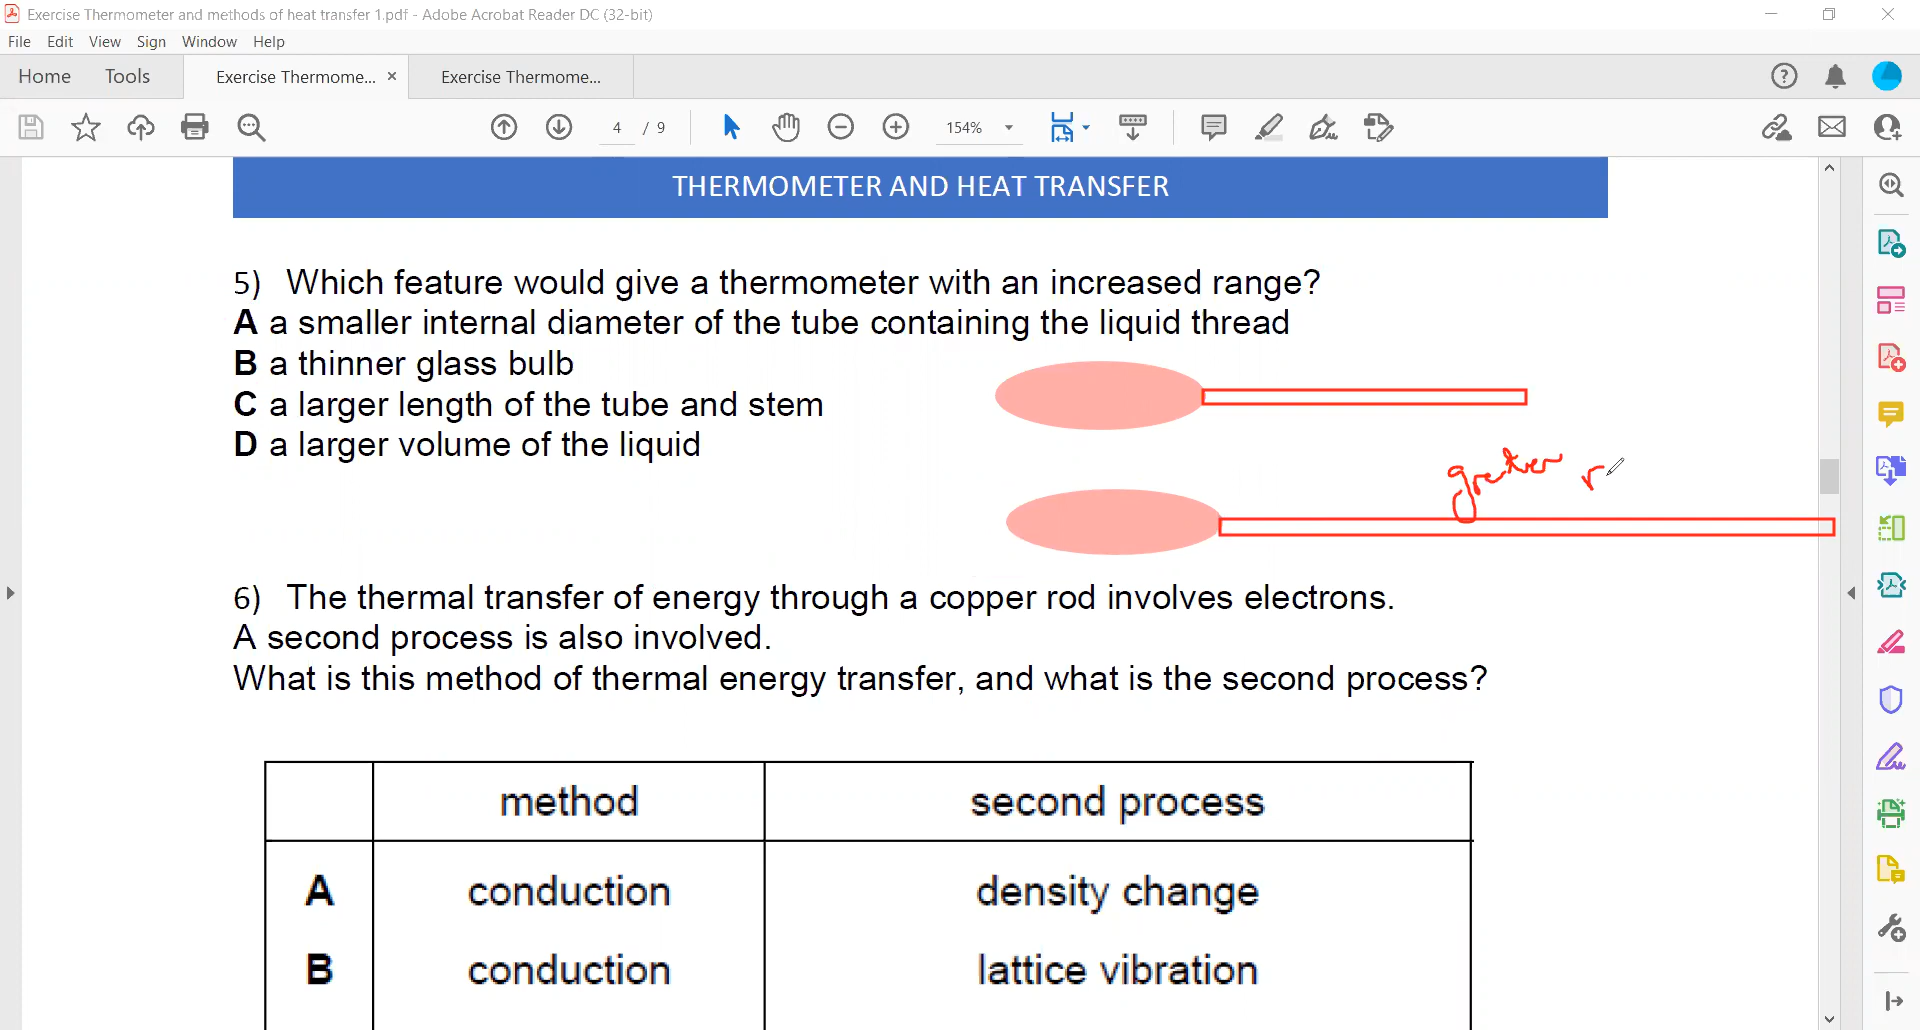 Exercise Thermometer and methods of heat transfer 1.pdf - Adobe Acrobat Reader DC (32-bit)
File Edit View Sign Window Help
Home Tools Exercise Thermome... × Exercise Thermome...
4 / 9 154%
THERMOMETER AND HEAT TRANSFER
5) Which feature would give a thermometer with an increased range?
A a smaller internal diameter of the tube containing the liquid thread
B a thinner glass bulb
C a larger length of the tube and stem
D a larger volume of the liquid
greater r
6) The thermal transfer of energy through a copper rod involves electrons.
A second process is also involved.
What is this method of thermal energy transfer, and what is the second process?
method second process
A conduction density change
B conduction lattice vibration